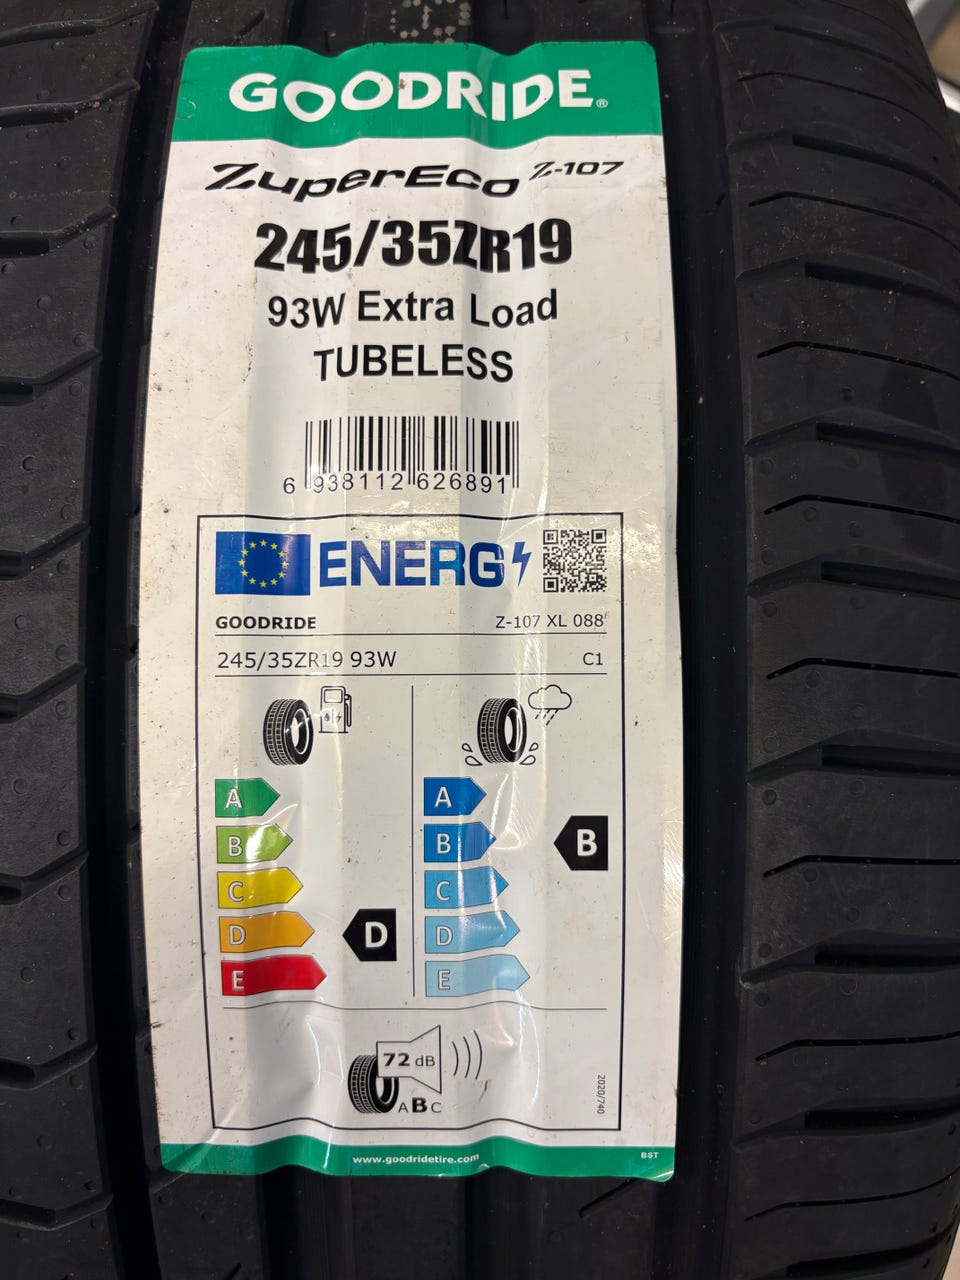 GOODRIDE®
ZuperEco Z-107
245/35ZR19
93W Extra Load
TUBELESS
6 938112 626891
ENERG
GOODRIDE Z-107 XL 088
245/35ZR19 93W C1
A A
B B B
C C
D D D
E E
72 dB
ABC
2020/740
www.goodridetire.com BST